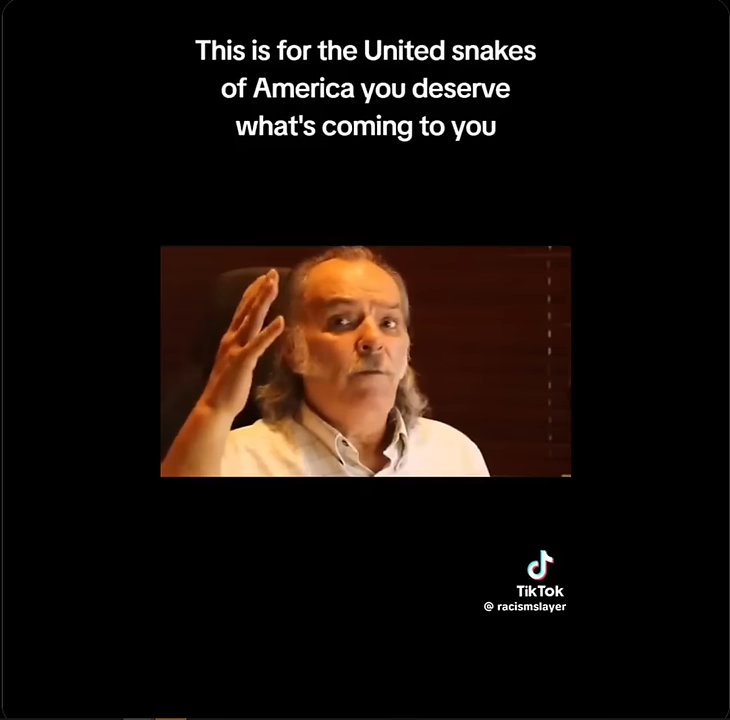 This is for the United snakes
of America you deserve
what's coming to you
TikTok
@ racismslayer